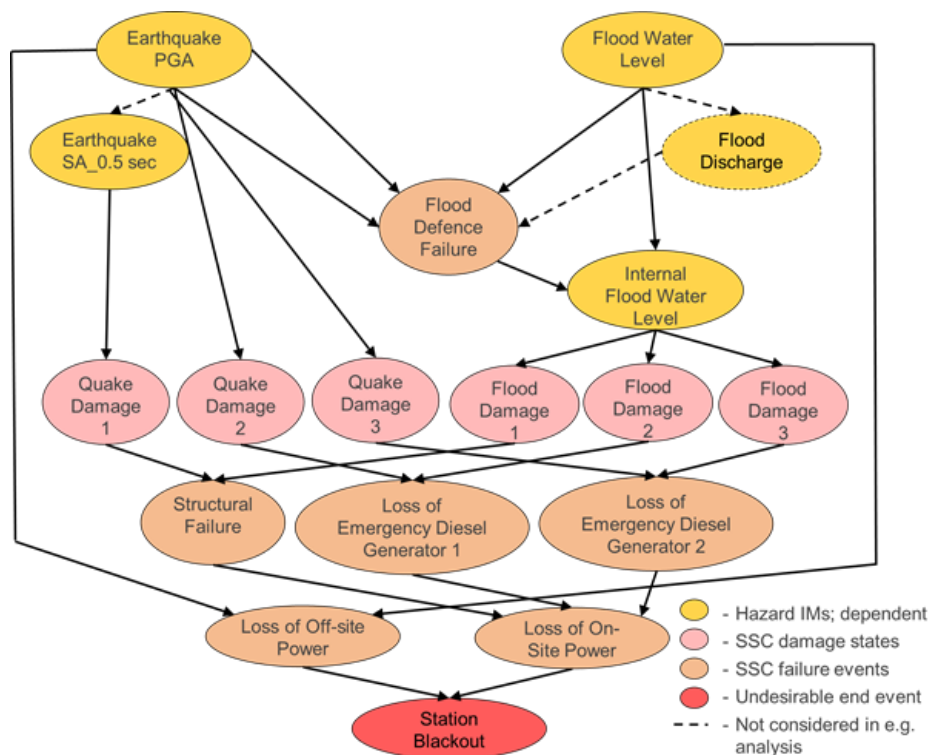 Earthquake
PGA
Flood Water
Level
Earthquake
SA_0.5 sec
Flood
Discharge
Flood
Defence
Failure
Internal
Flood Water
Level
Quake
Damage
1
Quake
Damage
2
Quake
Damage
3
Flood
Damage
1
Flood
Damage
2
Flood
Damage
3
Structural
Failure
Loss of
Emergency Diesel
Generator 1
Loss of
Emergency Diesel
Generator 2
Loss of Off-site
Power
Loss of On-
Site Power
Station
Blackout
- Hazard IMs; dependent
- SSC damage states
- SSC failure events
- Undesirable end event
- Not considered in e.g.
analysis